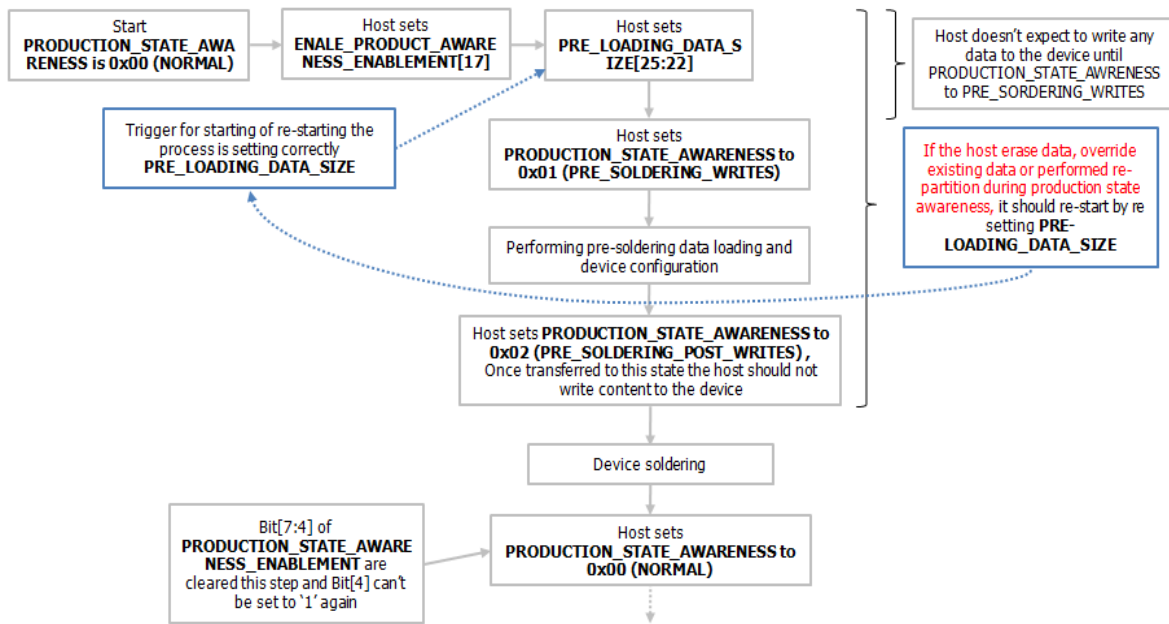 Start
PRODUCTION_STATE_AWA
RENESS is 0x00 (NORMAL)
Host sets
ENALE_PRODUCT_AWARE
NESS_ENABLEMENT[17]
Host sets
PRE_LOADING_DATA_S
IZE[25:22]
Host doesn't expect to write any
data to the device until
PRODUCTION_STATE_AWRENESS
to PRE_SORDERING_WRITES
Trigger for starting of re-starting the
process is setting correctly
PRE_LOADING_DATA_SIZE
Host sets
PRODUCTION_STATE_AWARENESS to
0x01 (PRE_SOLDERING_WRITES)
If the host erase data, override
existing data or performed re-
partition during production state
awareness, it should re-start by re
setting PRE-
LOADING_DATA_SIZE
Performing pre-soldering data loading and
device configuration
Host sets PRODUCTION_STATE_AWARENESS to
0x02 (PRE_SOLDERING_POST_WRITES) ,
Once transferred to this state the host should not
write content to the device
Device soldering
Bit[7:4] of
PRODUCTION_STATE_AWARE
NESS_ENABLEMENT are
cleared this step and Bit[4] can't
be set to ‘1’ again
Host sets
PRODUCTION_STATE_AWARENESS to
0x00 (NORMAL)